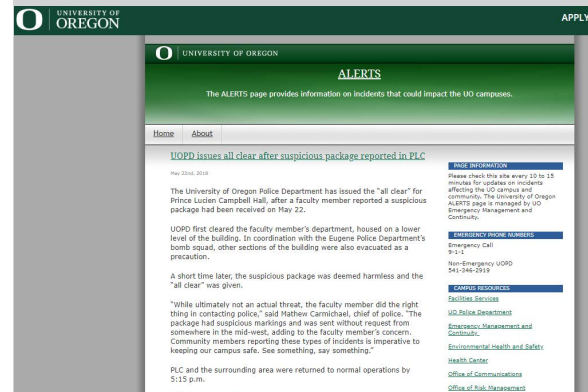 UNIVERSITY OF
OREGON
APPLY
UNIVERSITY OF OREGON
ALERTS
The ALERTS page provides information on incidents that could impact the UO campuses.
Home About
UOPD issues all clear after suspicious package reported in PLC
May 22nd, 2018
The University of Oregon Police Department has issued the "all clear" for
Prince Lucien Campbell Hall, after a faculty member reported a suspicious
package had been received on May 22.
UOPD first cleared the faculty member's department, housed on a lower
level of the building. In coordination with the Eugene Police Department's
bomb squad, other sections of the building were also evacuated as a
precaution.
A short time later, the suspicious package was deemed harmless and the
"all clear" was given.
"While ultimately not an actual threat, the faculty member did the right
thing in contacting police," said Mathew Carmichael, chief of police. "The
package had suspicious markings and was sent without request from
somewhere in the mid-west, adding to the faculty member's concern.
Community members reporting these types of incidents is imperative to
keeping our campus safe. See something, say something."
PLC and the surrounding area were returned to normal operations by
5:15 p.m.
PAGE INFORMATION
Please check this site every 10 to 15
minutes for updates on incidents
affecting the UO campus and
community. The University of Oregon
ALERTS page is managed by UO
Emergency Management and
Continuity.
EMERGENCY PHONE NUMBERS
Emergency Call
9-1-1
Non-Emergency UOPD
541-346-2919
CAMPUS RESOURCES
Facilities Services
UO Police Department
Emergency Management and
Continuity
Environmental Health and Safety
Health Center
Office of Communications
Office of Risk Management